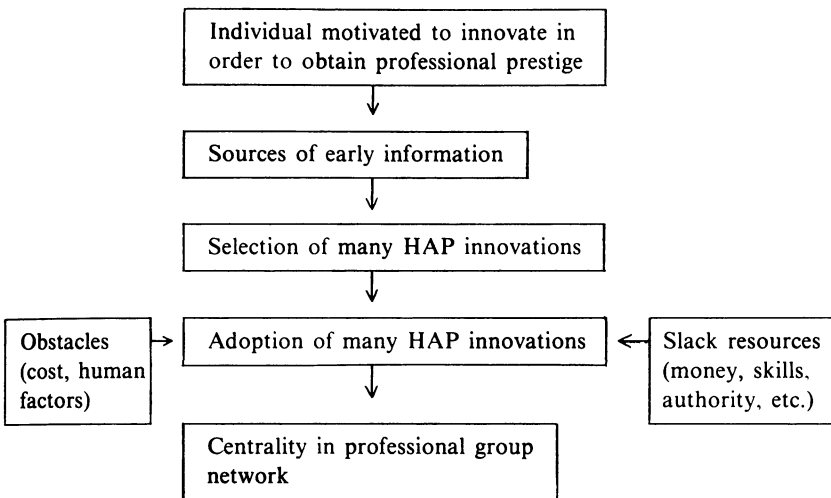 Individual motivated to innovate in
order to obtain professional prestige
Sources of early information
Selection of many HAP innovations
Obstacles
(cost, human
factors)
Adoption of many HAP innovations
Slack resources
(money, skills,
authority, etc.)
Centrality in professional group
network